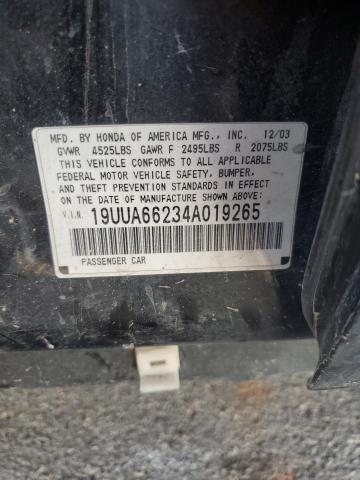 MFD. BY HONDA OF AMERICA MFG., INC. 12/03
GVWR 4525LBS GAWR F 2495LBS R 2075LBS
THIS VEHICLE CONFORMS TO ALL APPLICABLE
FEDERAL MOTOR VEHICLE SAFETY, BUMPER,
AND THEFT PREVENTION STANDARDS IN EFFECT
ON THE DATE OF MANUFACTURE SHOWN ABOVE:
V.I.N. 19UUA66234A019265
PASSENGER CAR